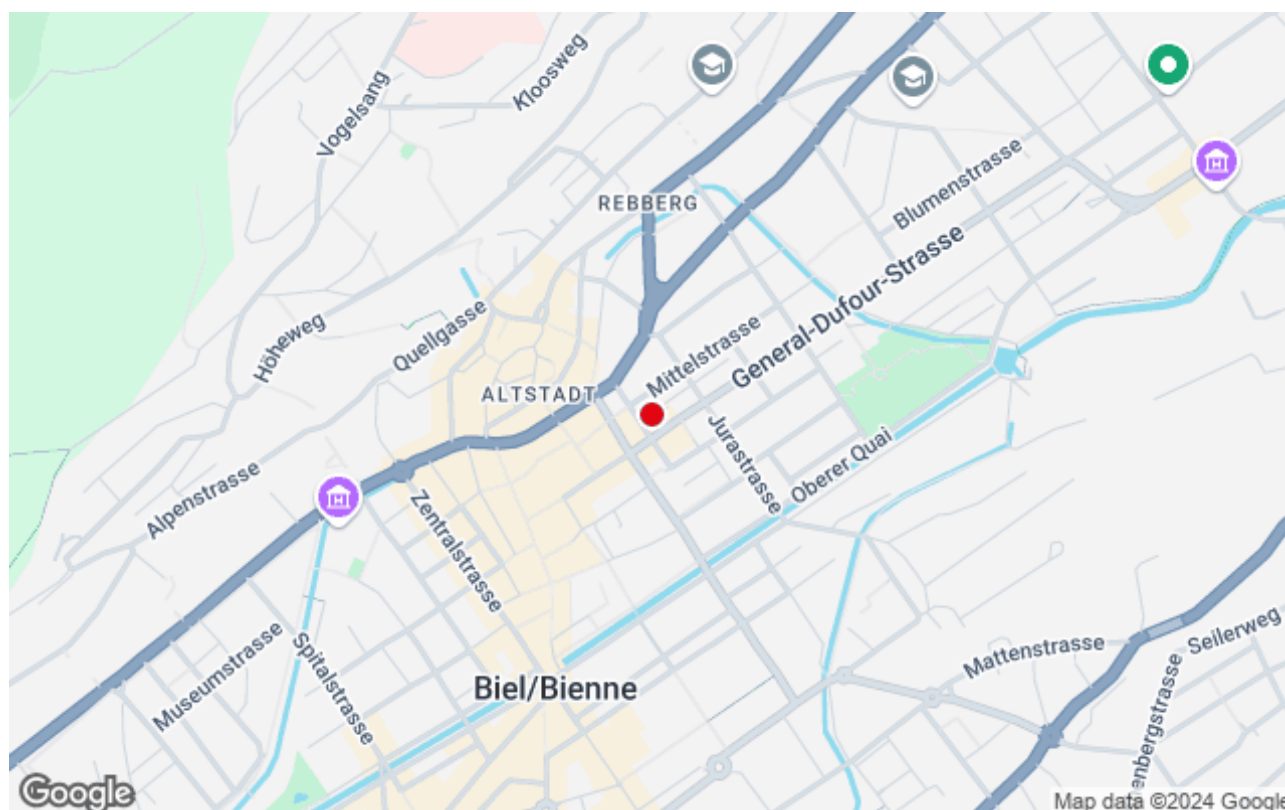 Vogelsang
Kloosweg
REBBERG
Blumenstrasse
General-Dufour-Strasse
Höheweg
Quellgasse
Mittelstrasse
ALTSTADT
Jurastrasse
Oberer Quai
Alpenstrasse
Zentralstrasse
Museumstrasse
Spitalstrasse
Biel/Bienne
Mattenstrasse
Seilerweg
enbergstrasse
Google
Map data ©2024 Google